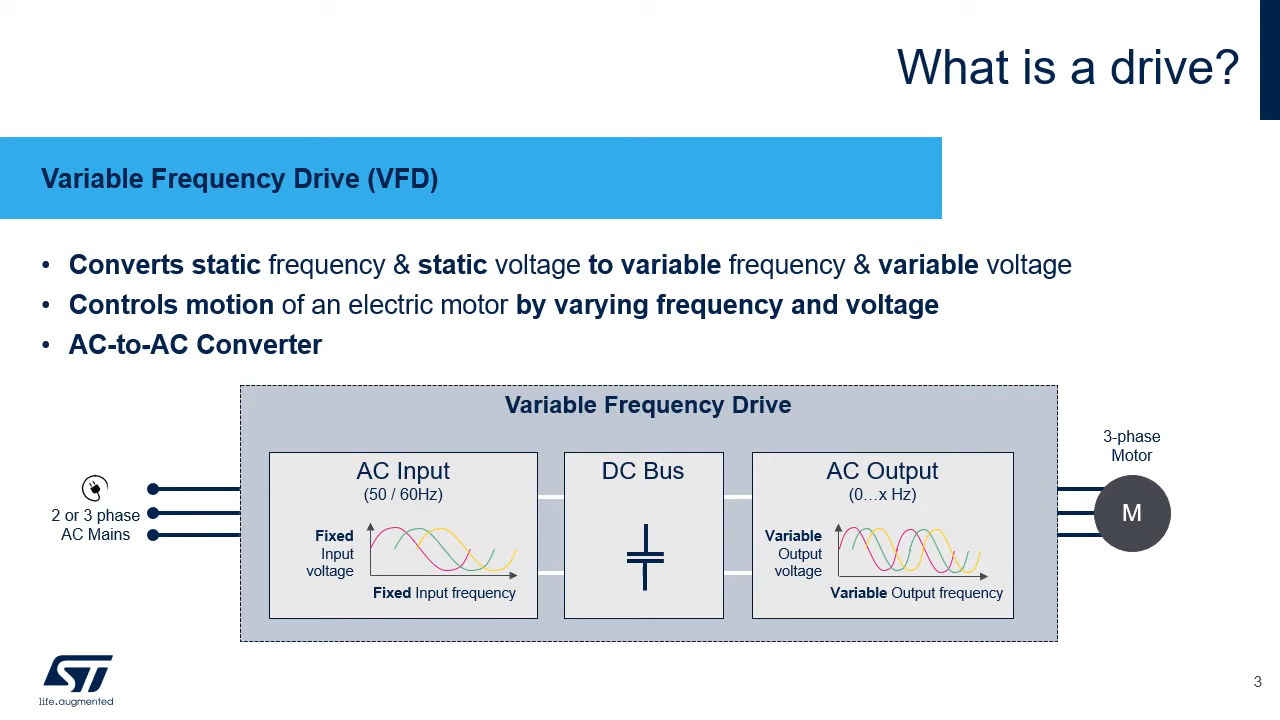 What is a drive?
Variable Frequency Drive (VFD)
• Converts static frequency & static voltage to variable frequency & variable voltage
• Controls motion of an electric motor by varying frequency and voltage
• AC-to-AC Converter
Variable Frequency Drive
2 or 3 phase
AC Mains
AC Input
(50 / 60Hz)
Fixed
Input
voltage
Fixed Input frequency
DC Bus
AC Output
(0...x Hz)
Variable
Output
voltage
Variable Output frequency
3-phase
Motor
M
ST
life.augmented
3